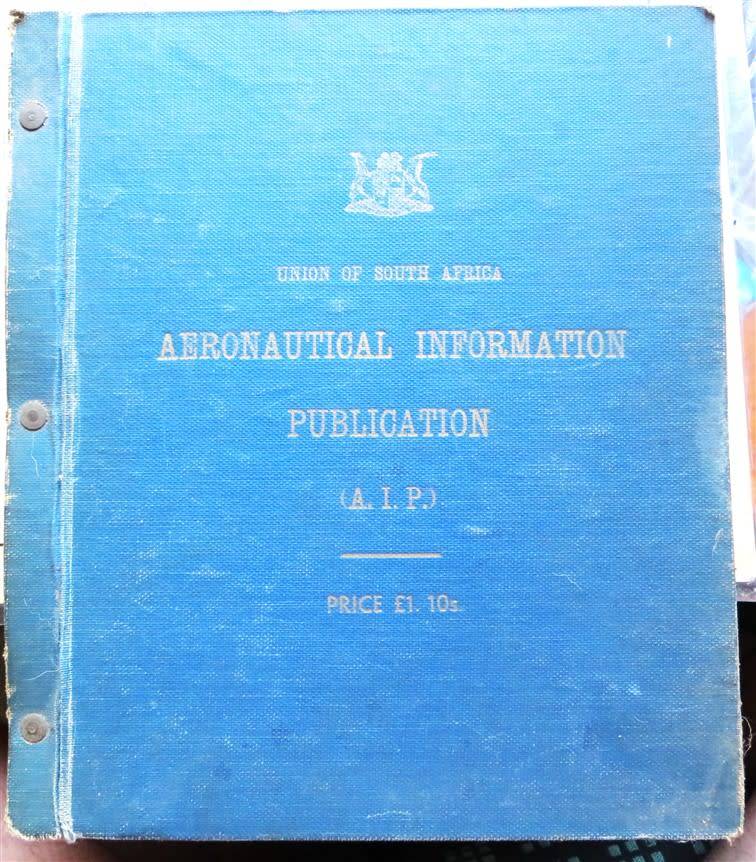 UNION OF SOUTH AFRICA
AERONAUTICAL INFORMATION
PUBLICATION
(A. I. P.)
PRICE £1. 10s.